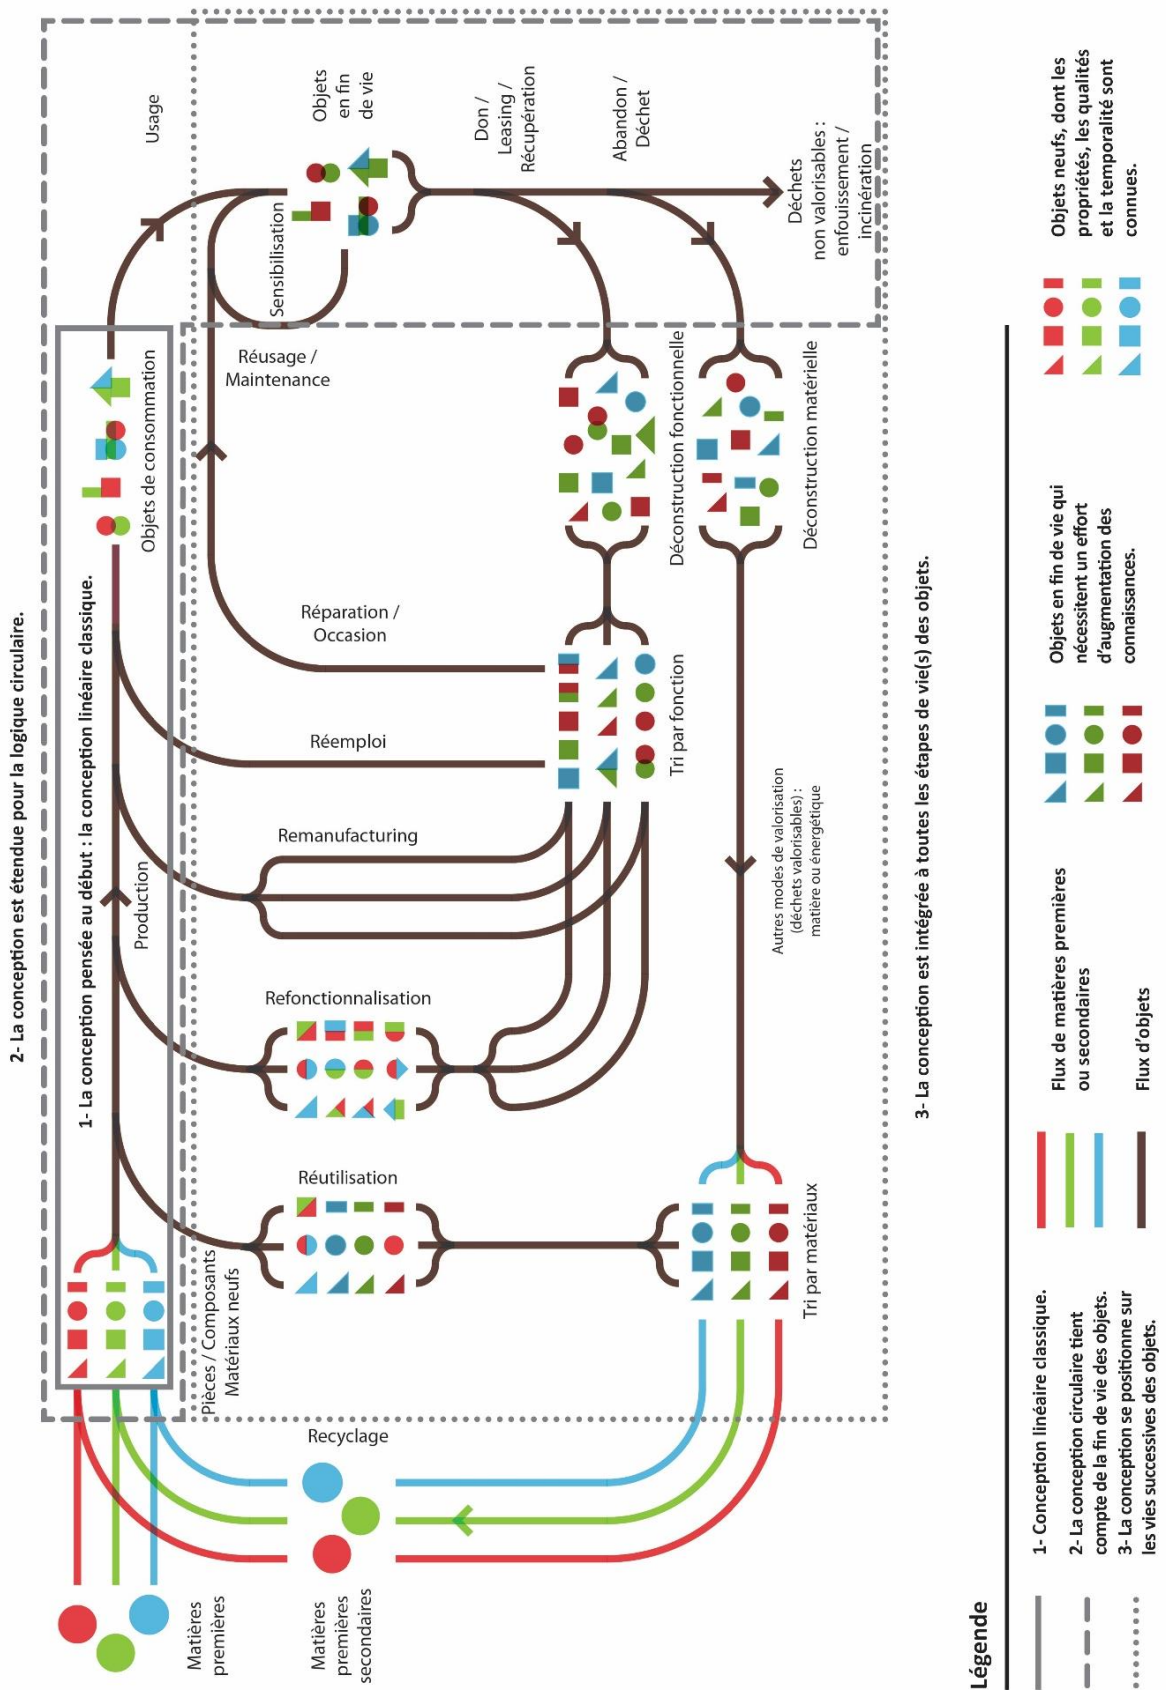 2- La conception est étendue pour la logique circulaire.
1- La conception pensée au début : la conception linéaire classique.
Matières
premières
Production
Objets de consommation
Usage
Pièces / Composants
Matériaux neufs
Recyclage
Matières
premières
secondaires
Réutilisation
Refonctionnalisation
Remanufacturing
Réemploi
Réparation /
Occasion
Réusage /
Maintenance
Sensibilisation
Objets
en fin
de vie
Don /
Leasing /
Récupération
Abandon /
Déchet
Déchets
non valorisables :
enfouissement /
incinération
Tri par fonction
Déconstruction fonctionnelle
Tri par matériaux
Autres modes de valorisation
(déchets valorisables) :
matière ou énergétique
Déconstruction matérielle
3- La conception est intégrée à toutes les étapes de vie(s) des objets.
Légende
1- Conception linéaire classique.
2- La conception circulaire tient
compte de la fin de vie des objets.
3- La conception se positionne sur
les vies successives des objets.
Flux de matières premières
ou secondaires
Flux d'objets
Objets en fin de vie qui
nécessitent un effort
d'augmentation des
connaissances.
Objets neufs, dont les
propriétés, les qualités
et la temporalité sont
connues.